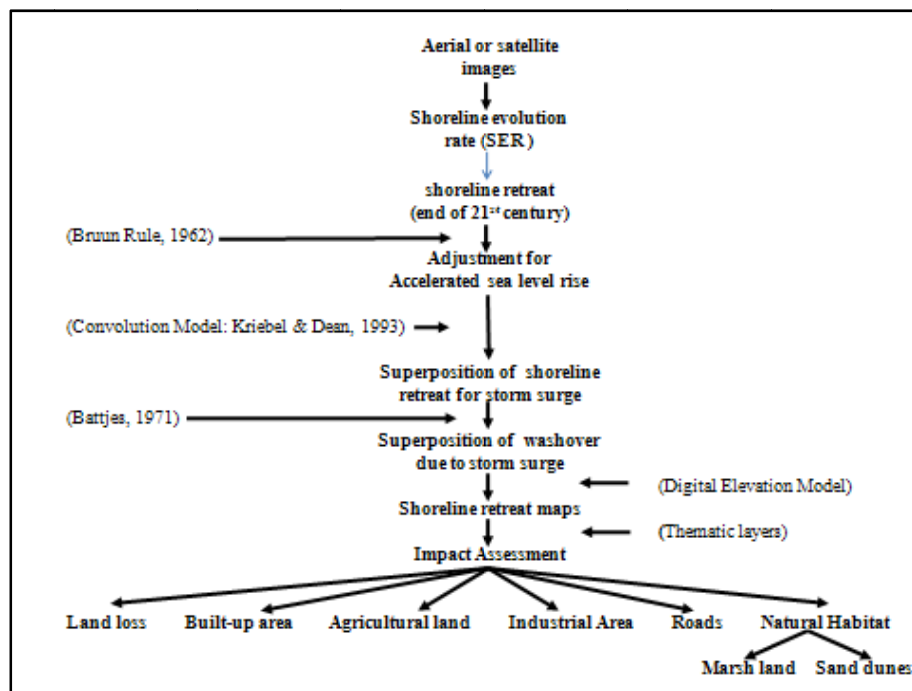 Aerial or satellite
images
Shoreline evolution
rate (SER)
shoreline retreat
(end of 21st century)
(Bruun Rule, 1962)
Adjustment for
Accelerated sea level rise
(Convolution Model: Kriebel & Dean, 1993)
Superposition of shoreline
retreat for storm surge
(Battjes, 1971)
Superposition of washover
due to storm surge
(Digital Elevation Model)
Shoreline retreat maps
(Thematic layers)
Impact Assessment
Land loss Built-up area Agricultural land Industrial Area Roads Natural Habitat
Marsh land Sand dunes